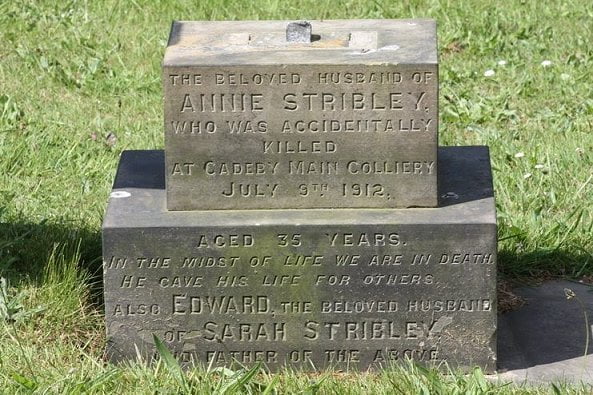 THE BELOVED HUSBAND OF
ANNIE STRIBLEY,
WHO WAS ACCIDENTALLY
KILLED
AT CADEBY MAIN COLLIERY
JULY 9TH 1912,
AGED 35 YEARS.
IN THE MIDST OF LIFE WE ARE IN DEATH
HE GAVE HIS LIFE FOR OTHERS.
ALSO EDWARD, THE BELOVED HUSBAND
OF SARAH STRIBLEY,
AND FATHER OF THE ABOVE